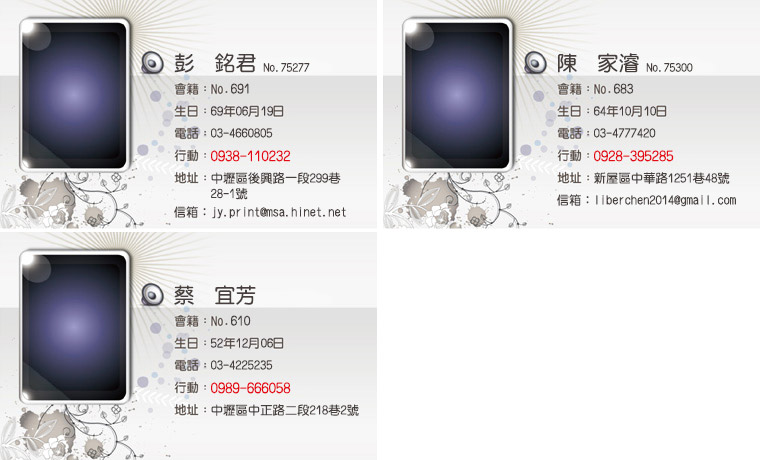 彭　銘君 No.75277
會籍：No.691
生日：69年06月19日
電話：03-4660805
行動：0938-110232
地址：中壢區後興路一段299巷
28-1號
信箱：jy.print@msa.hinet.net
陳　家濬 No.75300
會籍：No.683
生日：64年10月10日
電話：03-4777420
行動：0928-395285
地址：新屋區中華路1251巷48號
信箱：liberchen2014@gmail.com
蔡　宜芳
會籍：No.610
生日：52年12月06日
電話：03-4225235
行動：0989-666058
地址：中壢區中正路二段218巷2號